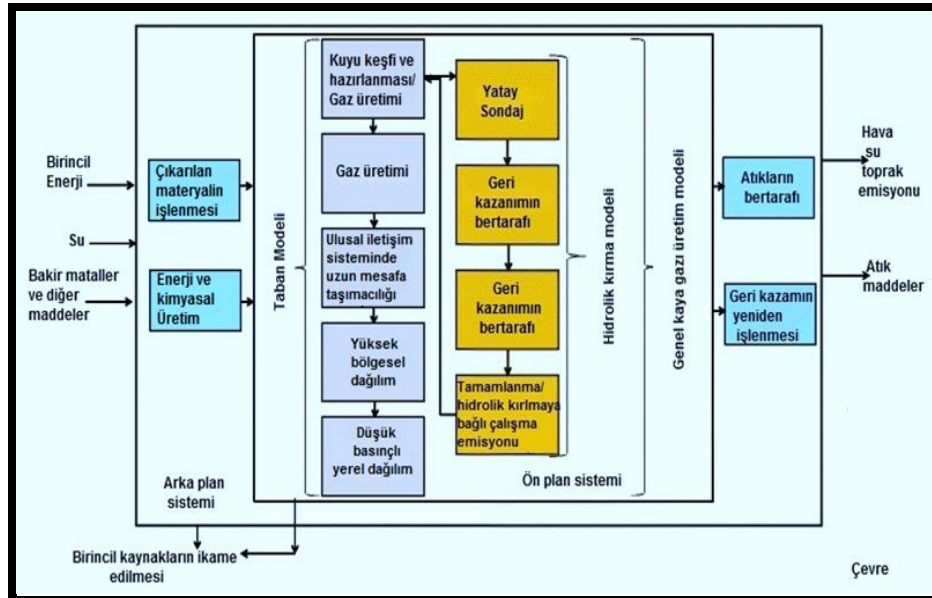 Birincil
Enerji
Su
Bakir mataller
ve diğer
maddeler
Çıkarılan
materyalin
işlenmesi
Enerji ve
kimyasal
Üretim
Taban Modeli
Kuyu keşfi ve
hazırlanması/
Gaz üretimi
Gaz üretimi
Ulusal iletişim
sisteminde
uzun mesafa
taşımacılığı
Yüksek
bölgesel
dağılım
Düşük
basınçlı
yerel dağılım
Yatay
Sondaj
Geri
kazanımın
bertarafı
Geri
kazanımın
bertarafı
Tamamlanma/
hidrolik kırlmaya
bağlı çalışma
emisyonu
Hidrolik kırma modeli
Genel kaya gazı üretim modeli
Ön plan sistemi
Atıkların
bertarafı
Geri kazamın
yeniden
işlenmesi
Hava
su
toprak
emisyonu
Atık
maddeler
Arka plan
sistemi
Birincil kaynakların ikame
edilmesi
Çevre